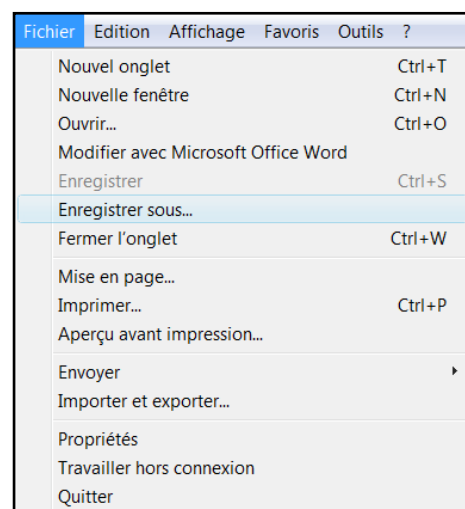 Fichier Edition Affichage Favoris Outils ?
Nouvel onglet Ctrl+T
Nouvelle fenêtre Ctrl+N
Ouvrir... Ctrl+O
Modifier avec Microsoft Office Word
Enregistrer Ctrl+S
Enregistrer sous...
Fermer l'onglet Ctrl+W
Mise en page...
Imprimer... Ctrl+P
Aperçu avant impression...
Envoyer
Importer et exporter...
Propriétés
Travailler hors connexion
Quitter